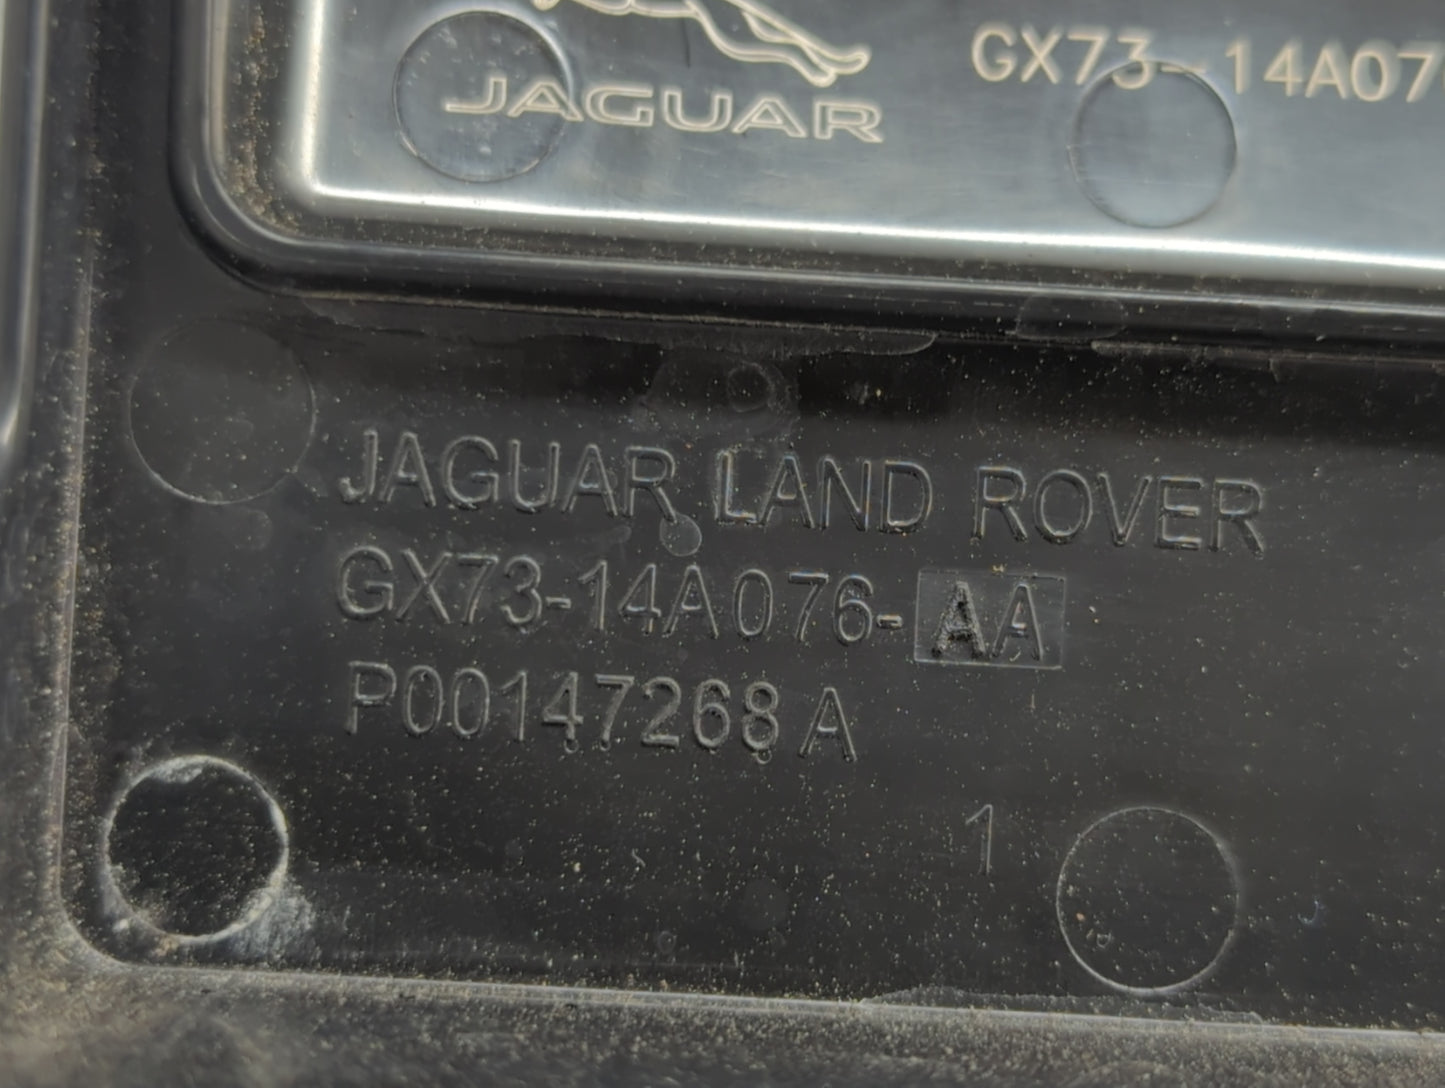 JAGUAR
GX73-14A07
JAGUAR LAND ROVER
GX73-14A076-AA
P00147268 A
1